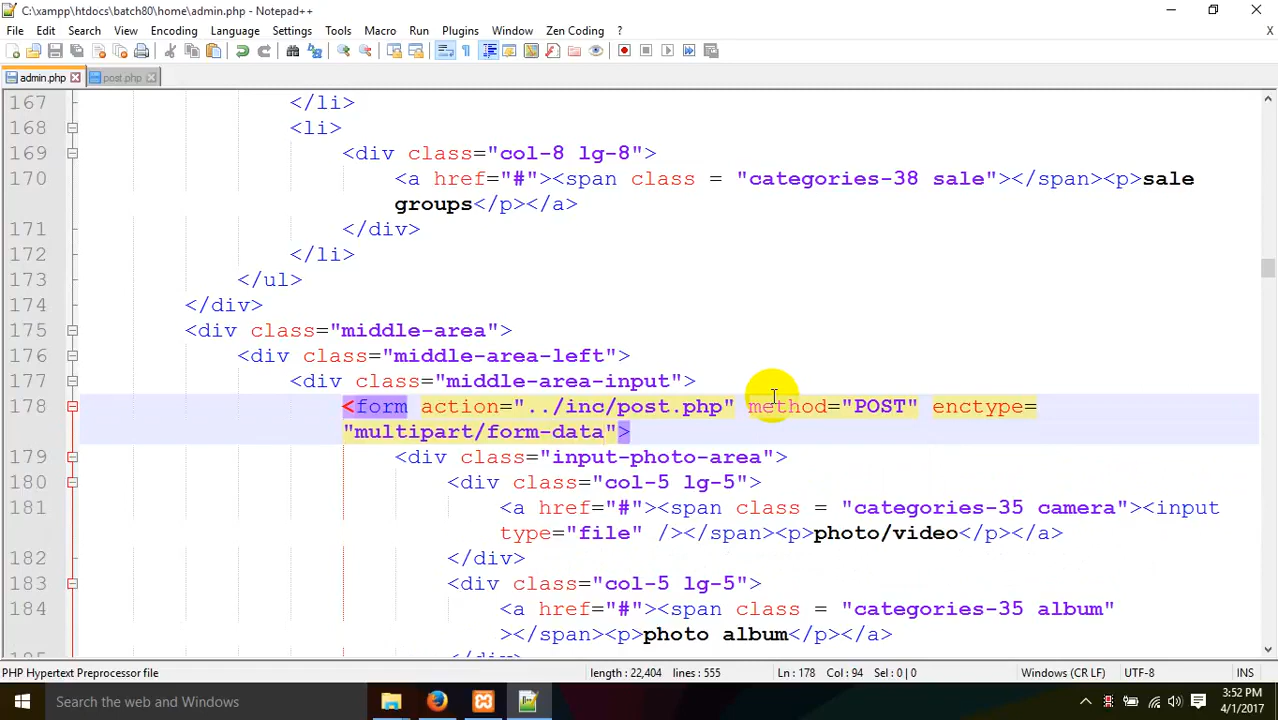 C:\xampp\htdocs\batch80\home\admin.php - Notepad++
File Edit Search View Encoding Language Settings Tools Macro Run Plugins Window Zen Coding ? X
admin.php post.php
167 </li>
168 <li>
169 <div class="col-8 lg-8">
170 <a href="#"><span class = "categories-38 sale"></span><p>sale
groups</p></a>
171 </div>
172 </li>
173 </ul>
174 </div>
175 <div class="middle-area">
176 <div class="middle-area-left">
177 <div class="middle-area-input">
178 <form action="../inc/post.php" method="POST" enctype=
"multipart/form-data">
179 <div class="input-photo-area">
180 <div class="col-5 lg-5">
181 <a href="#"><span class = "categories-35 camera"><input
type="file" /></span><p>photo/video</p></a>
182 </div>
183 <div class="col-5 lg-5">
184 <a href="#"><span class = "categories-35 album"
></span><p>photo album</p></a>
185 </div>
PHP Hypertext Preprocessor file length : 22,404 lines : 555 Ln : 178 Col : 94 Sel : 0 | 0 Windows (CR LF) UTF-8 INS
Search the web and Windows
3:52 PM
4/1/2017